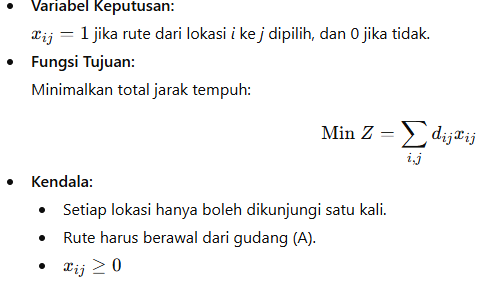 • Variabel Keputusan:
x_{ij} = 1 jika rute dari lokasi i ke j dipilih, dan 0 jika tidak.
• Fungsi Tujuan:
Minimalkan total jarak tempuh:
Min Z = \sum_{i,j} d_{ij} x_{ij}
• Kendala:
• Setiap lokasi hanya boleh dikunjungi satu kali.
• Rute harus berawal dari gudang (A).
• x_{ij} ≥ 0